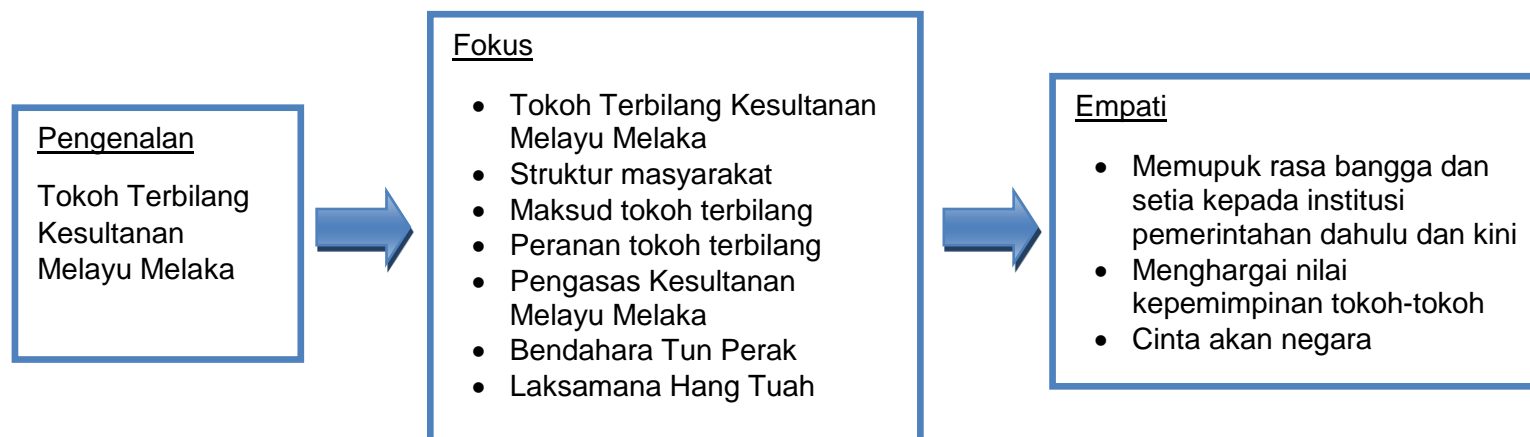 Pengenalan
Tokoh Terbilang
Kesultanan
Melayu Melaka
Fokus
• Tokoh Terbilang Kesultanan
Melayu Melaka
• Struktur masyarakat
• Maksud tokoh terbilang
• Peranan tokoh terbilang
• Pengasas Kesultanan
Melayu Melaka
• Bendahara Tun Perak
• Laksamana Hang Tuah
Empati
• Memupuk rasa bangga dan
setia kepada institusi
pemerintahan dahulu dan kini
• Menghargai nilai
kepemimpinan tokoh-tokoh
• Cinta akan negara